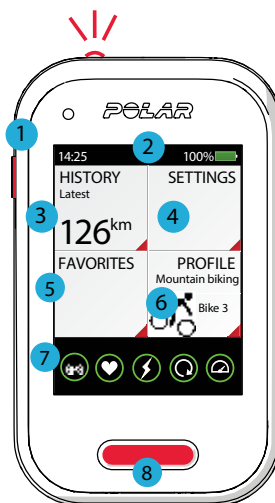 POLAR
1
2
14:25 100%
HISTORY SETTINGS
Latest
3 126km 4
FAVORITES PROFILE
Mountain biking
5 6 Bike 3
7
8